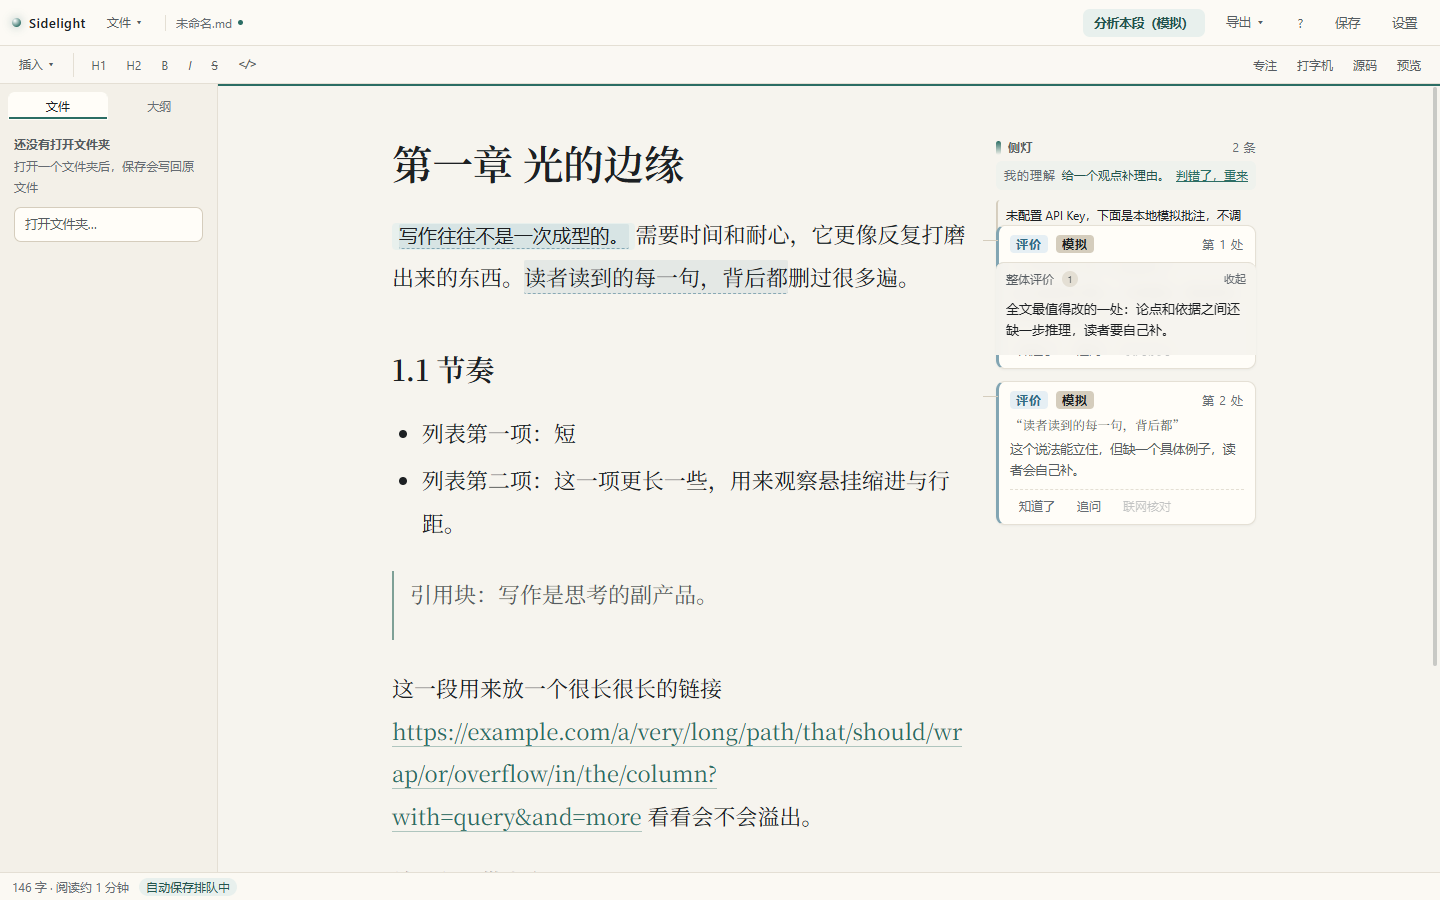 Sidelight 文件 未命名.md 分析本段（模拟） 导出 ? 保存 设置
插入 H1 H2 B I S </> 专注 打字机 源码 预览
文件 大纲
还没有打开文件夹
打开一个文件夹后，保存会写回原
文件
打开文件夹...
第一章 光的边缘
写作往往不是一次成型的。 需要时间和耐心，它更像反复打磨
出来的东西。读者读到的每一句，背后都删过很多遍。
1.1 节奏
列表第一项：短
列表第二项：这一项更长一些，用来观察悬挂缩进与行
距。
引用块：写作是思考的副产品。
这一段用来放一个很长很长的链接
https://example.com/a/very/long/path/that/should/wr
ap/or/overflow/in/the/column?
with=query&and=more 看看会不会溢出。
侧灯 2 条
我的理解 给一个观点补理由。 判错了，重来
未配置 API Key，下面是本地模拟批注，不调
评价 模拟 第 1 处
整体评价 1 收起
全文最值得改的一处：论点和依据之间还
缺一步推理，读者要自己补。
评价 模拟 第 2 处
“读者读到的每一句，背后都”
这个说法能立住，但缺一个具体例子，读
者会自己补。
知道了 追问 联网核对
146 字 · 阅读约 1 分钟 自动保存排队中